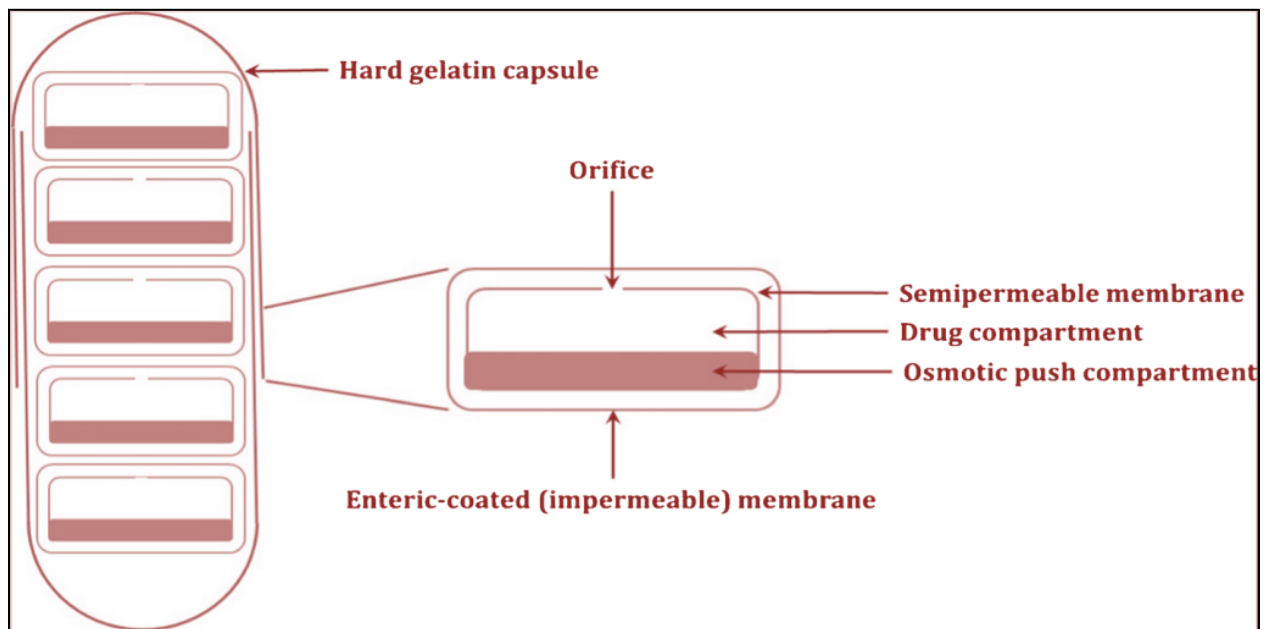 Hard gelatin capsule
Orifice
Semipermeable membrane
Drug compartment
Osmotic push compartment
Enteric-coated (impermeable) membrane